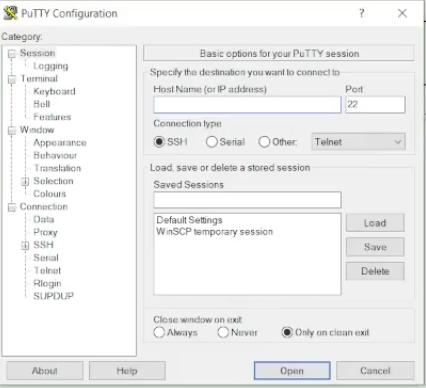 PuTTY Configuration
?
Category:
Session
Logging
Terminal
Keyboard
Bell
Features
Window
Appearance
Behaviour
Translation
Selection
Colours
Connection
Data
Proxy
SSH
Serial
Telnet
Rlogin
SUPDUP
Basic options for your PuTTY session
Specify the destination you want to connect to
Host Name (or IP address) Port
22
Connection type
SSH Serial Other: Telnet
Load, save or delete a stored session
Saved Sessions
Default Settings
WinSCP temporary session
Load
Save
Delete
Close window on exit
Always Never Only on clean exit
About Help Open Cancel